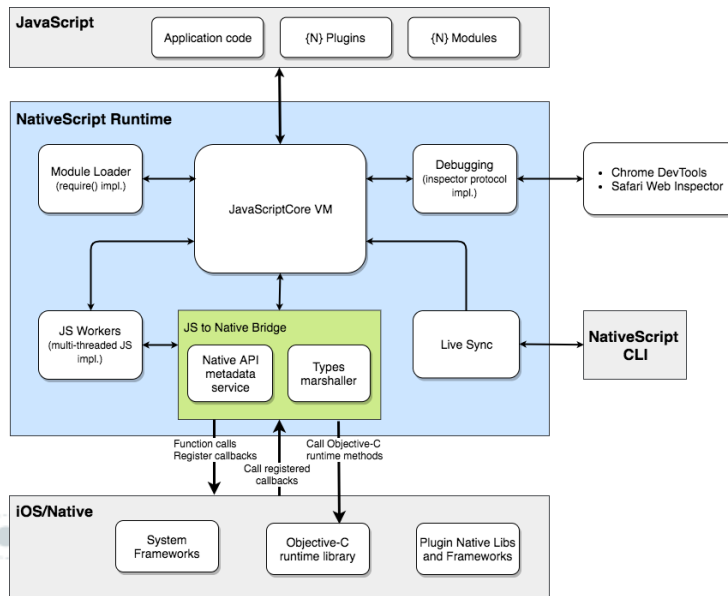 JavaScript
Application code
{N} Plugins
{N} Modules
NativeScript Runtime
Module Loader
(require() impl.)
JavaScriptCore VM
Debugging
(inspector protocol
impl.)
• Chrome DevTools
• Safari Web Inspector
JS Workers
(multi-threaded JS
impl.)
JS to Native Bridge
Native API
metadata
service
Types
marshaller
Live Sync
NativeScript
CLI
Function calls
Register callbacks
Call registered
callbacks
Call Objective-C
runtime methods
iOS/Native
System
Frameworks
Objective-C
runtime library
Plugin Native Libs
and Frameworks